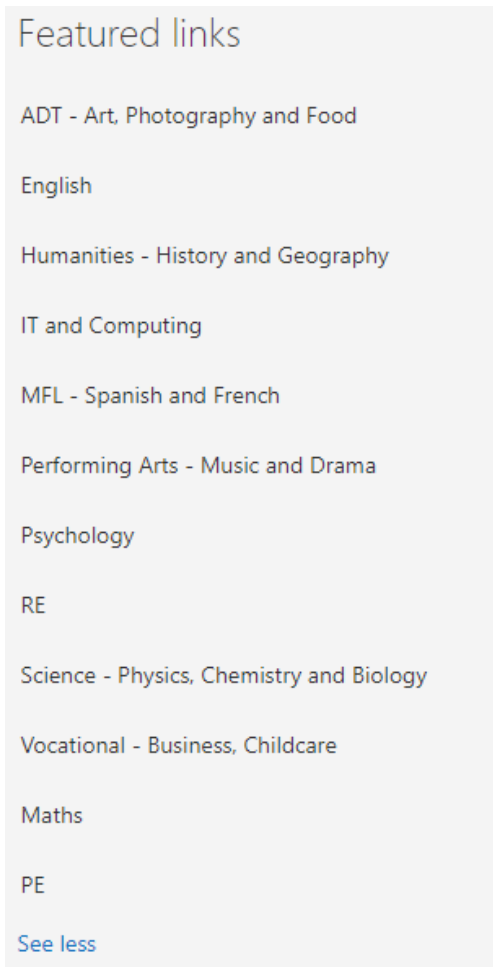 Featured links
ADT - Art, Photography and Food
English
Humanities - History and Geography
IT and Computing
MFL - Spanish and French
Performing Arts - Music and Drama
Psychology
RE
Science - Physics, Chemistry and Biology
Vocational - Business, Childcare
Maths
PE
See less